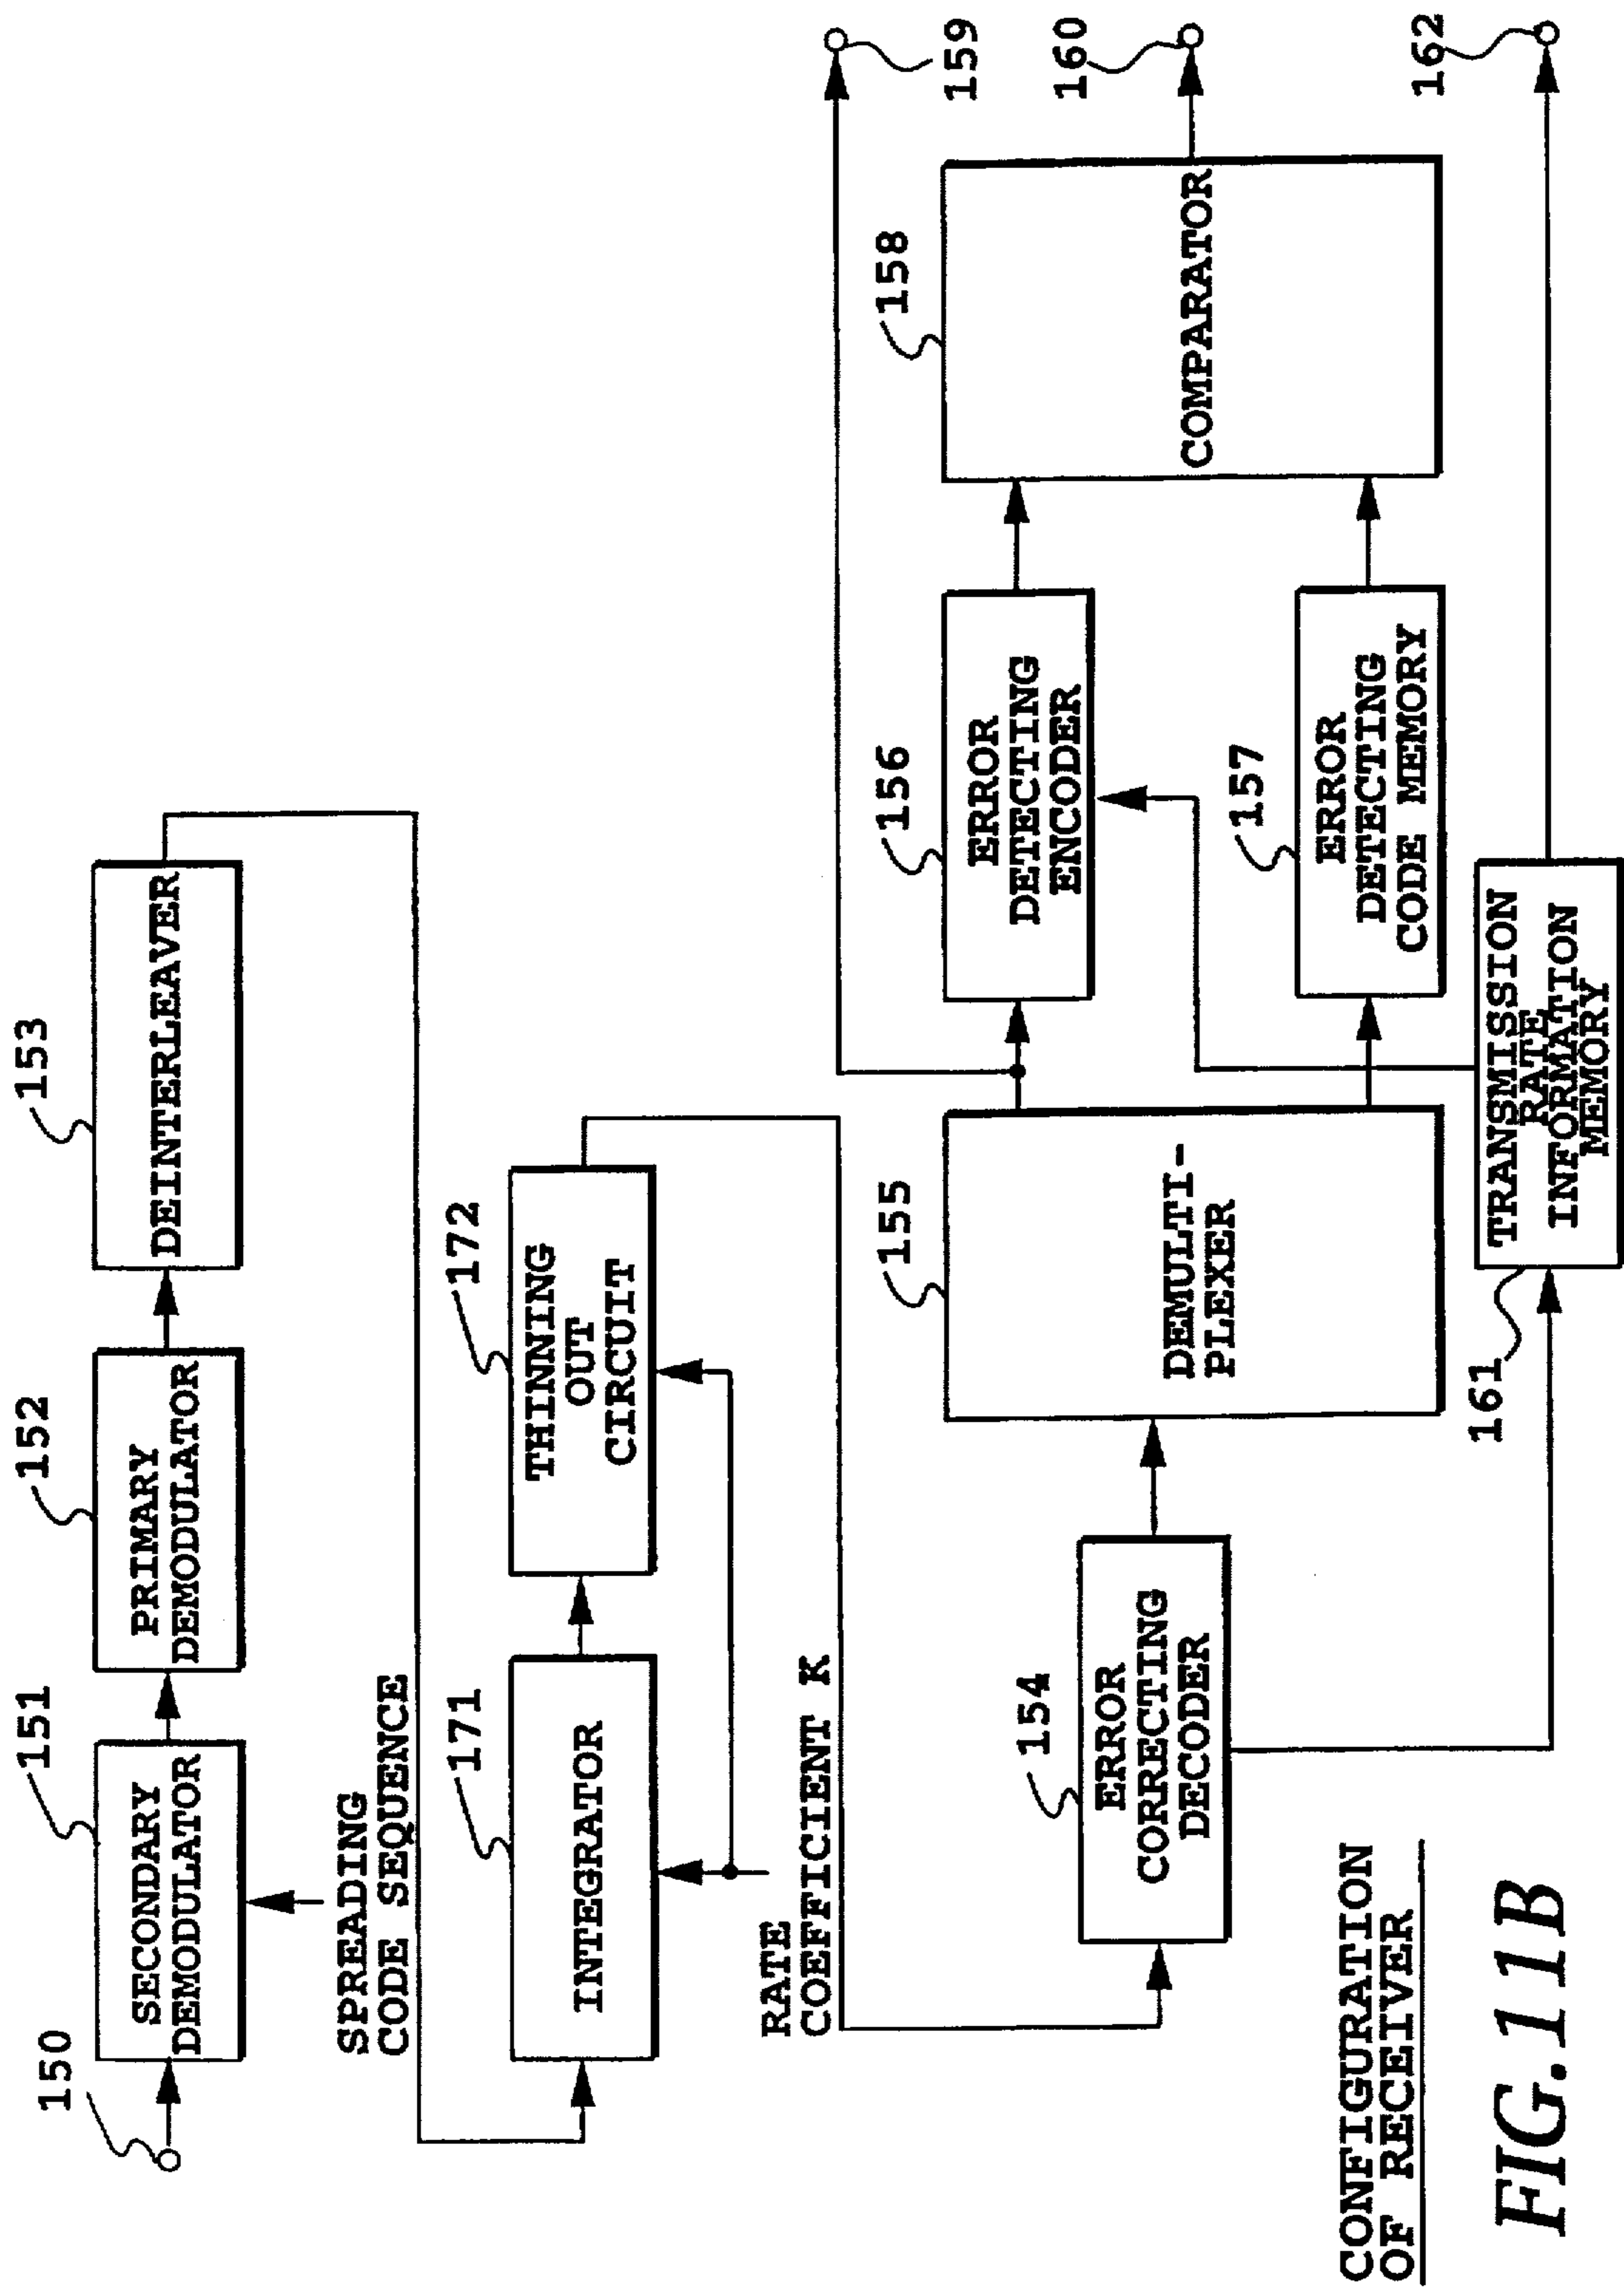 150
151
SECONDARY
DEMODULATOR
152
PRIMARY
DEMODULATOR
153
DEINTERLEAVER
SPREADING
CODE SEQUENCE
171
INTEGRATOR
172
THINNING
OUT
CIRCUIT
RATE
COEFFICIENT K
154
ERROR
CORRECTING
DECODER
155
DEMULTI-
PLEXER
156
ERROR
DETECTING
ENCODER
157
ERROR
DETECTING
CODE MEMORY
158
COMPARATOR
159
160
161
TRANSMISSION
RATE
INFORMATION
MEMORY
162
CONFIGURATION
OF RECEIVER
FIG.11B